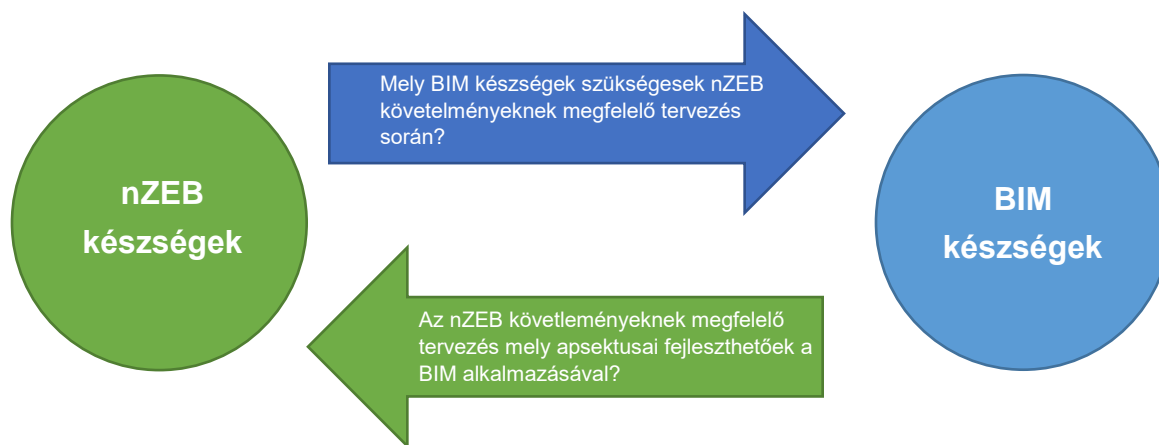 nZEB
készségek
Mely BIM készségek szükségesek nZEB
követelményeknek megfelelő tervezés
során?
BIM
készségek
Az nZEB követleményeknek megfelelő
tervezés mely apsektusai fejleszthetőek a
BIM alkalmazásával?